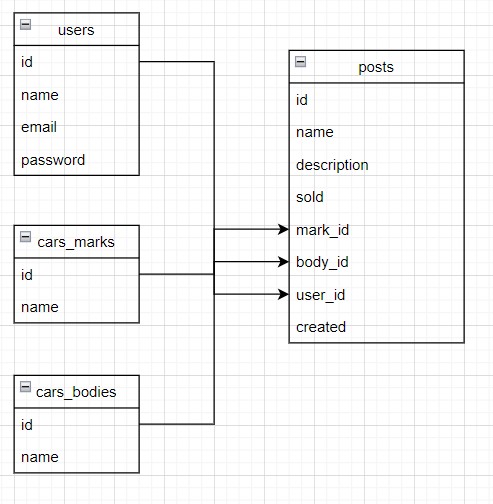 users
id
name
email
password
cars_marks
id
name
cars_bodies
id
name
posts
id
name
description
sold
mark_id
body_id
user_id
created